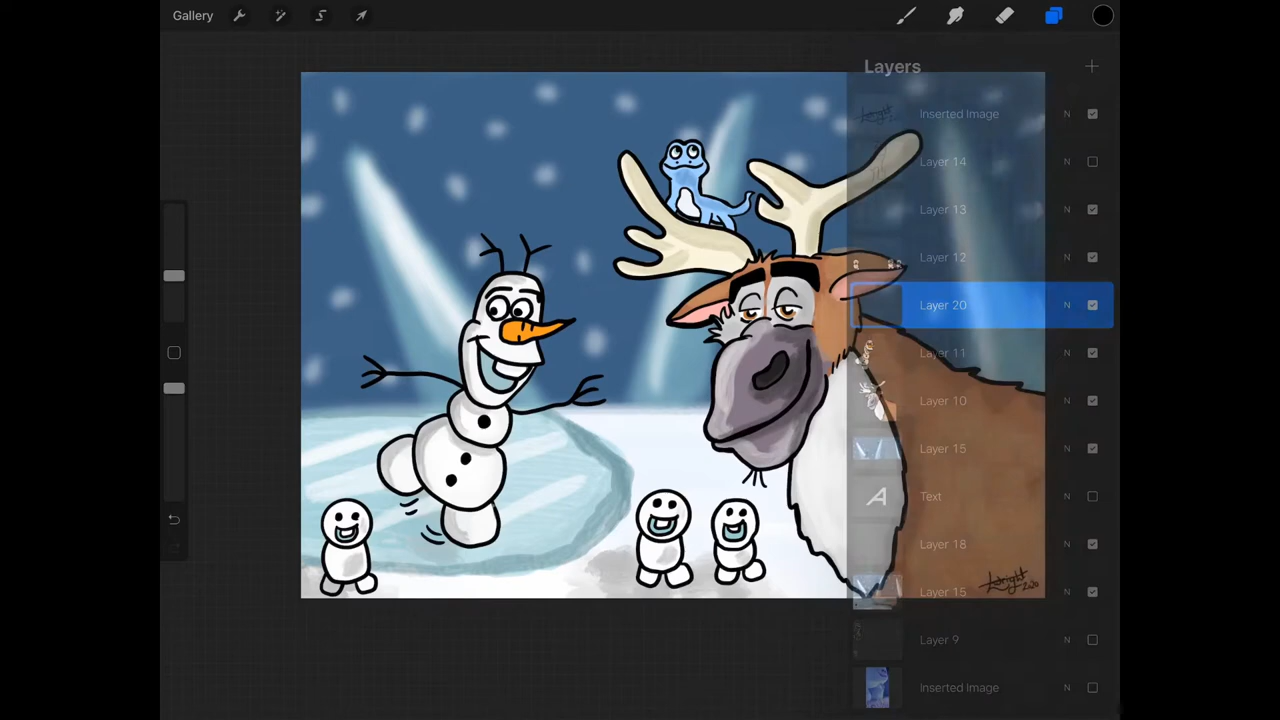 Gallery
Layers
Inserted Image N
Layer 14 N
Layer 13 N
Layer 12 N
Layer 20 N
Layer 11 N
Layer 10 N
Layer 15 N
A Text N
Layer 18 N
Layer 15 N
Layer 9 N
Inserted Image N
2020